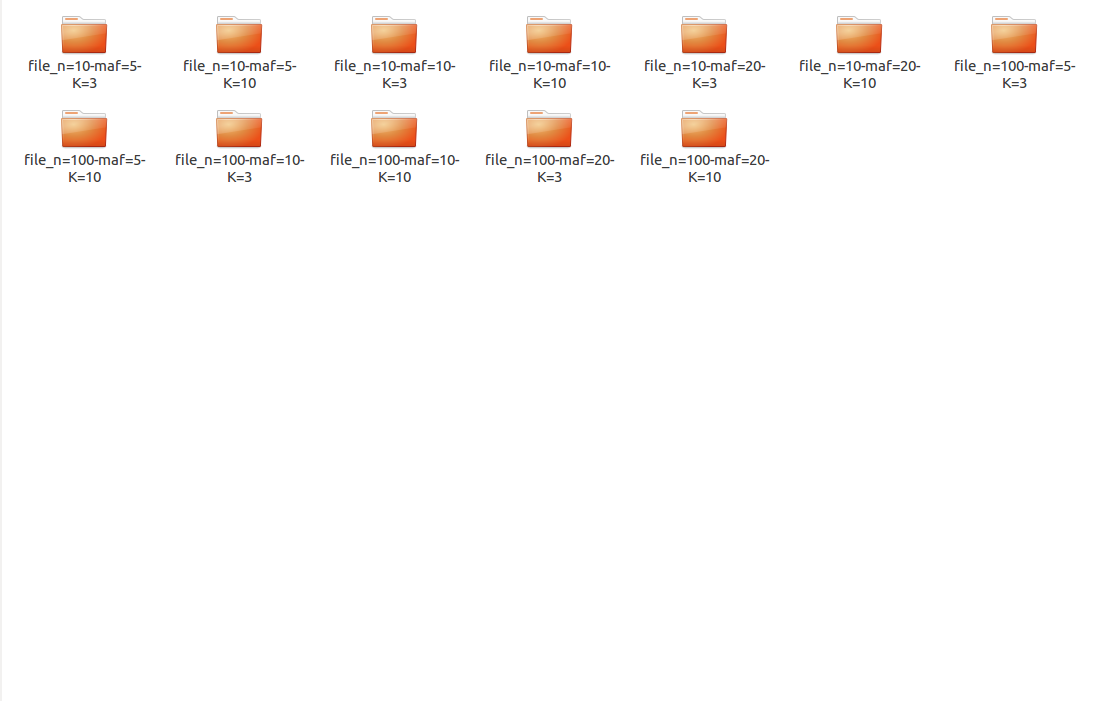 file_n=10-maf=5-
K=3
file_n=10-maf=5-
K=10
file_n=10-maf=10-
K=3
file_n=10-maf=10-
K=10
file_n=10-maf=20-
K=3
file_n=10-maf=20-
K=10
file_n=100-maf=5-
K=3
file_n=100-maf=5-
K=10
file_n=100-maf=10-
K=3
file_n=100-maf=10-
K=10
file_n=100-maf=20-
K=3
file_n=100-maf=20-
K=10